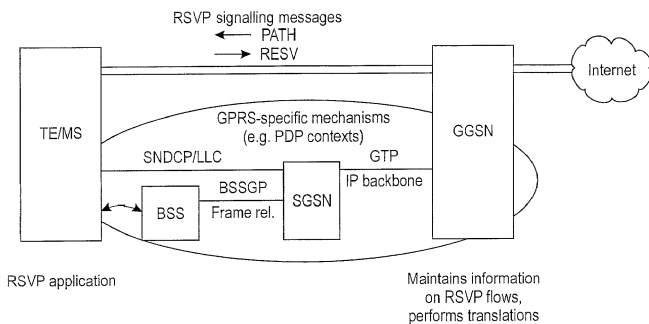 RSVP signalling messages
PATH
RESV
Internet
TE/MS
GGSN
GPRS-specific mechanisms
(e.g. PDP contexts)
SNDCP/LLC
GTP
BSSGP
IP backbone
SGSN
BSS
Frame rel.
RSVP application
Maintains information
on RSVP flows,
performs translations